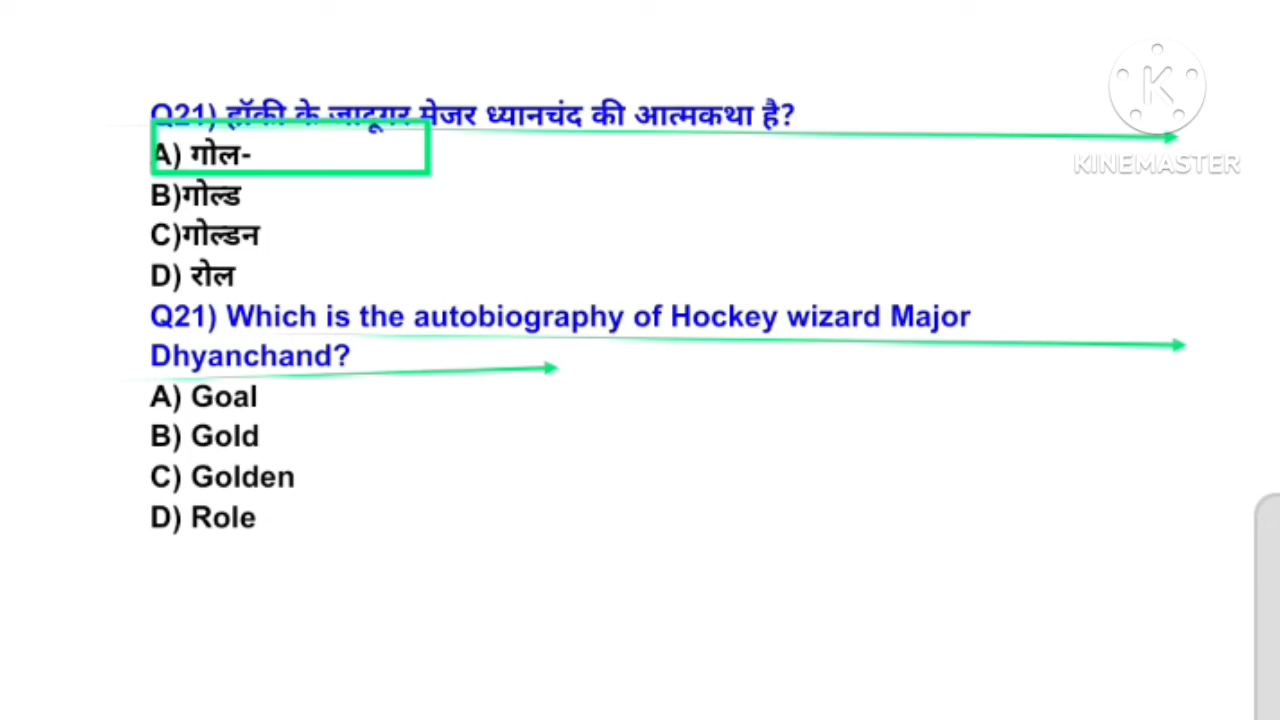 Q21) हॉकी के जादूगर मेजर ध्यानचंद की आत्मकथा है?
A) गोल-
B)गोल्ड
C)गोल्डन
D) रोल
Q21) Which is the autobiography of Hockey wizard Major
Dhyanchand?
A) Goal
B) Gold
C) Golden
D) Role
K
KINEMASTER